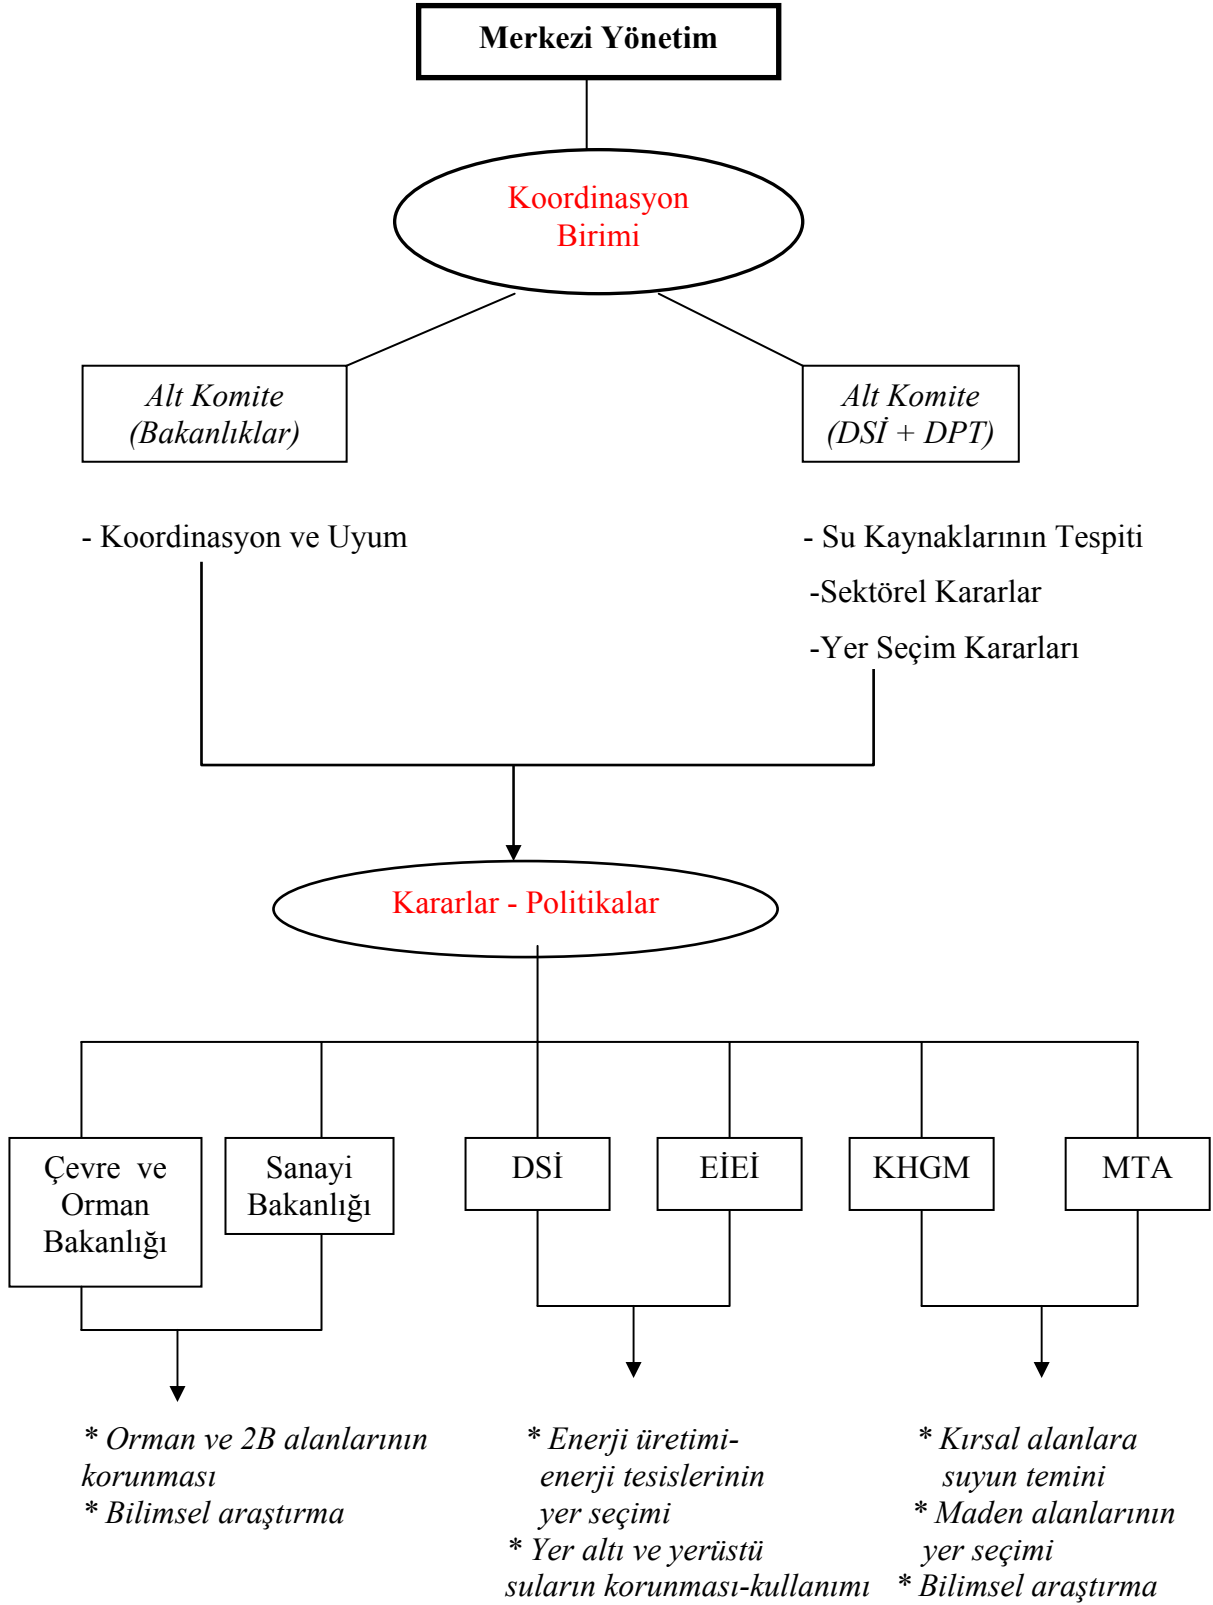 Merkezi Yönetim
Koordinasyon
Birimi
Alt Komite
(Bakanlıklar)
Alt Komite
(DSİ + DPT)
- Koordinasyon ve Uyum
- Su Kaynaklarının Tespiti
-Sektörel Kararlar
-Yer Seçim Kararları
Kararlar - Politikalar
Çevre ve
Orman
Bakanlığı
Sanayi
Bakanlığı
DSİ
EİEİ
KHGM
MTA
* Orman ve 2B alanlarının
korunması
* Bilimsel araştırma
* Enerji üretimi-
enerji tesislerinin
yer seçimi
* Yer altı ve yerüstü
suların korunması-kullanımı
* Kırsal alanlara
suyun temini
* Maden alanlarının
yer seçimi
* Bilimsel araştırma